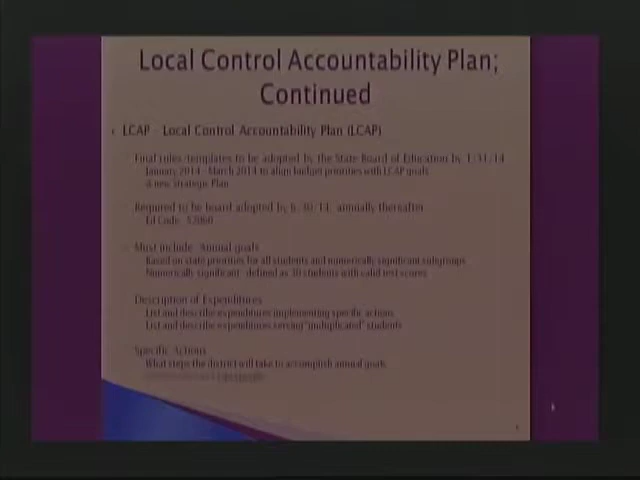 Local Control Accountability Plan;
Continued
LCAP - Local Control Accountability Plan (LCAP)
Final rules/templates to be adopted by the State Board of Education by 1/31/14
January 2014 - March 2014 to align budget priorities with LCAP goals
A new Strategic Plan
Required to be board adopted by 6/30/14, annually thereafter
Ed Code 52060
Must include Annual goals
Based on state priorities for all students and numerically significant subgroups
Numerically significant defined as 30 students with valid test scores
Description of Expenditures
List and describe expenditures implementing specific actions
List and describe expenditures serving "unduplicated" students
Specific Actions
What steps the district will take to accomplish annual goals